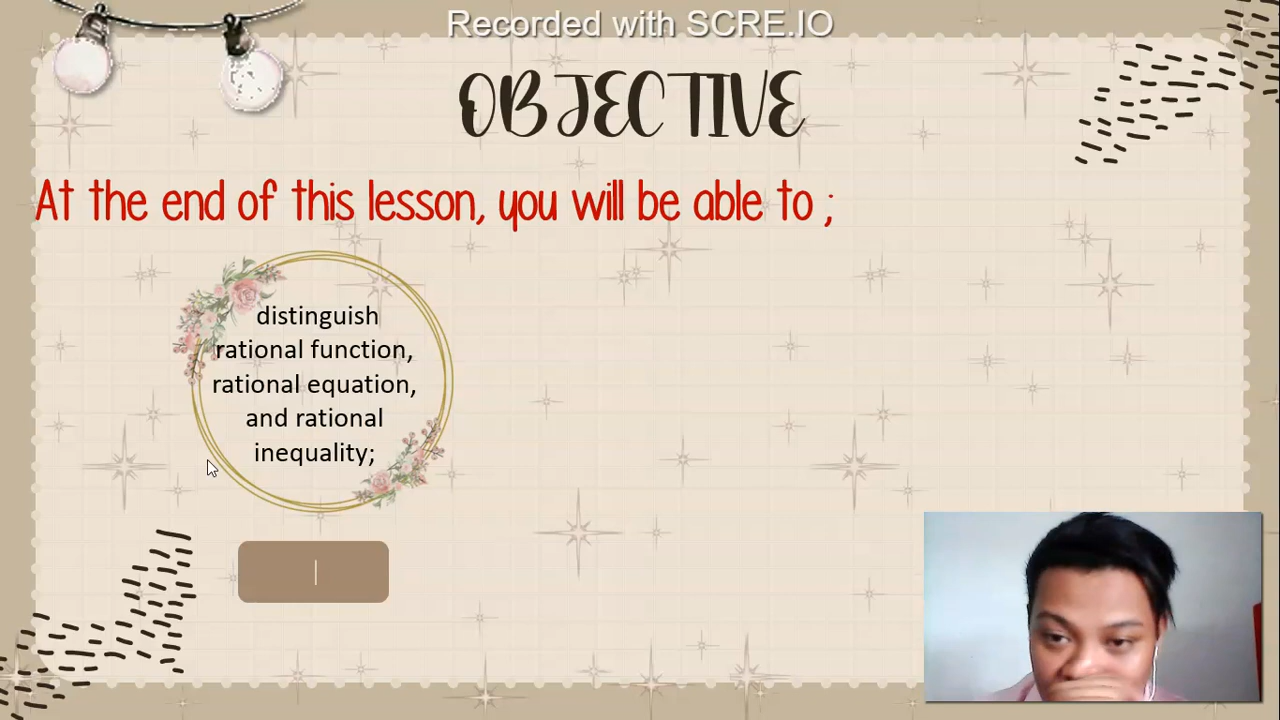 Recorded with SCRE.IO
OBJECTIVE
At the end of this lesson, you will be able to ;
distinguish
rational function,
rational equation,
and rational
inequality;
|